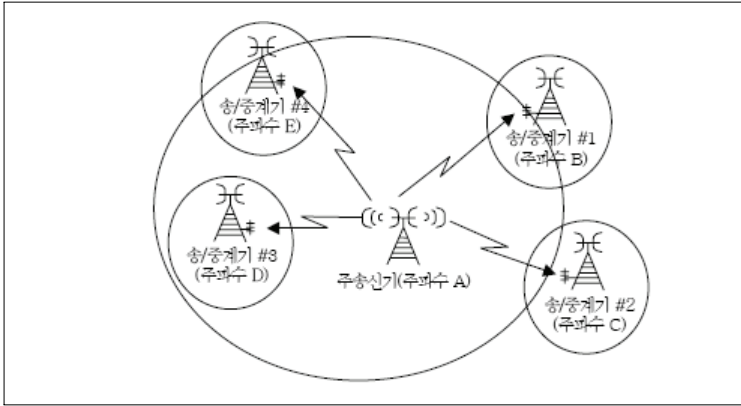 송/중계기 #4
(주파수 E)
송/중계기 #1
(주파수 B)
송/중계기 #3
(주파수 D)
주송신기(주파수 A)
송/중계기 #2
(주파수 C)